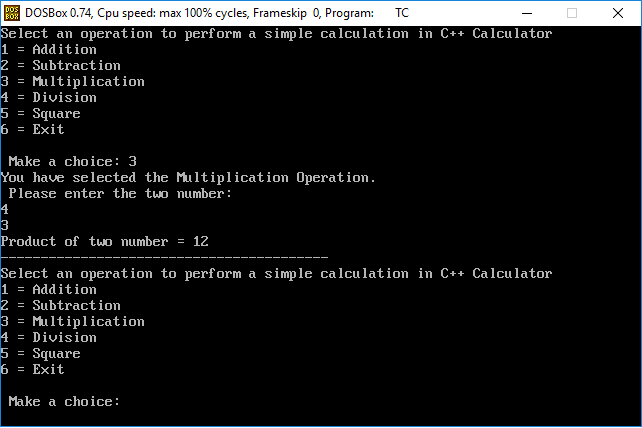 DOS BOX DOSBox 0.74, Cpu speed: max 100% cycles, Frameskip 0, Program: TC
Select an operation to perform a simple calculation in C++ Calculator
1 = Addition
2 = Subtraction
3 = Multiplication
4 = Division
5 = Square
6 = Exit
Make a choice: 3
You have selected the Multiplication Operation.
Please enter the two number:
4
3
Product of two number = 12
-----------------------------------------
Select an operation to perform a simple calculation in C++ Calculator
1 = Addition
2 = Subtraction
3 = Multiplication
4 = Division
5 = Square
6 = Exit
Make a choice: